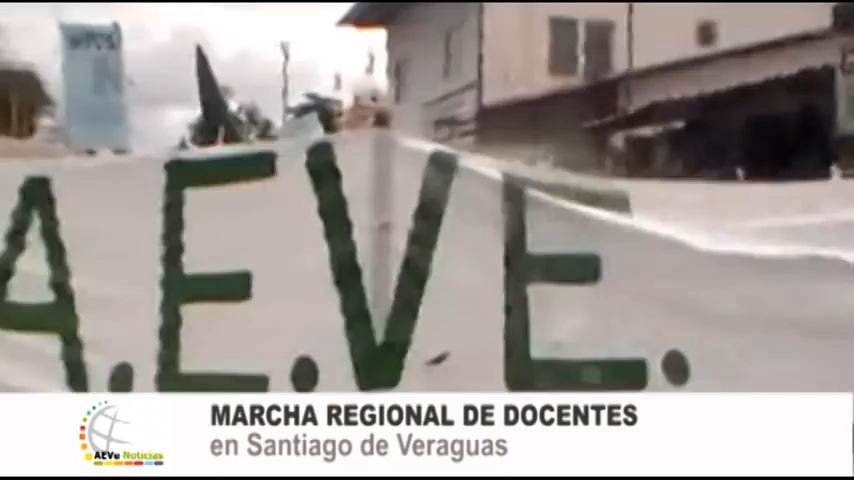 A.E.V.E.
MARCHA REGIONAL DE DOCENTES
en Santiago de Veraguas
AEVe Noticias